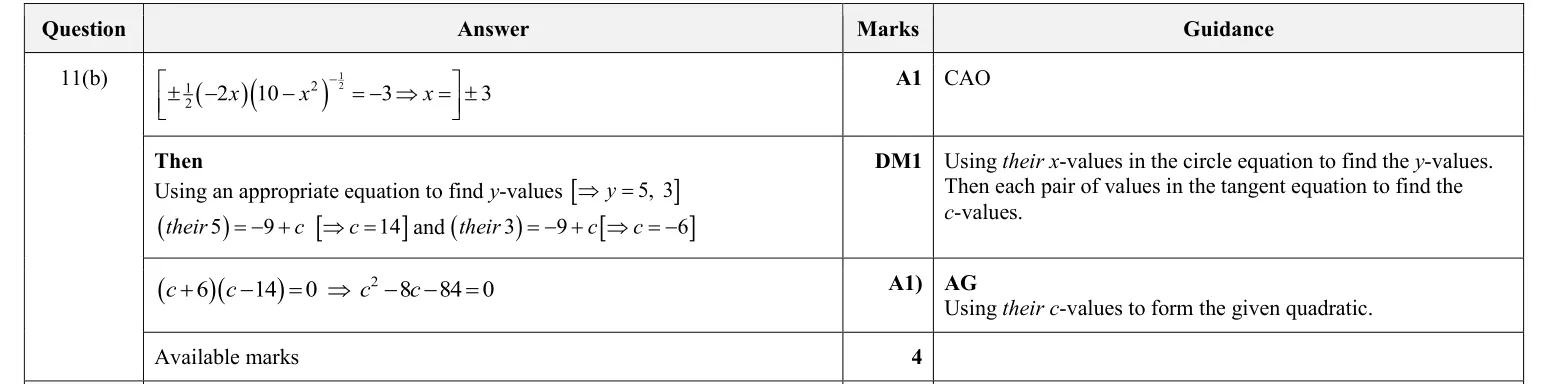 Question Answer Marks Guidance
11(b) [±½(−2x)(10−x²)^(−½) = −3 ⇒ x =] ± 3 A1 CAO
Then DM1 Using their x-values in the circle equation to find the y-values.
Using an appropriate equation to find y-values [⇒ y = 5, 3] Then each pair of values in the tangent equation to find the
(their 5) = −9 + c [⇒ c = 14] and (their 3) = −9 + c [⇒ c = −6] c-values.
(c + 6)(c − 14) = 0 ⇒ c² − 8c − 84 = 0 A1) AG
Using their c-values to form the given quadratic.
Available marks 4